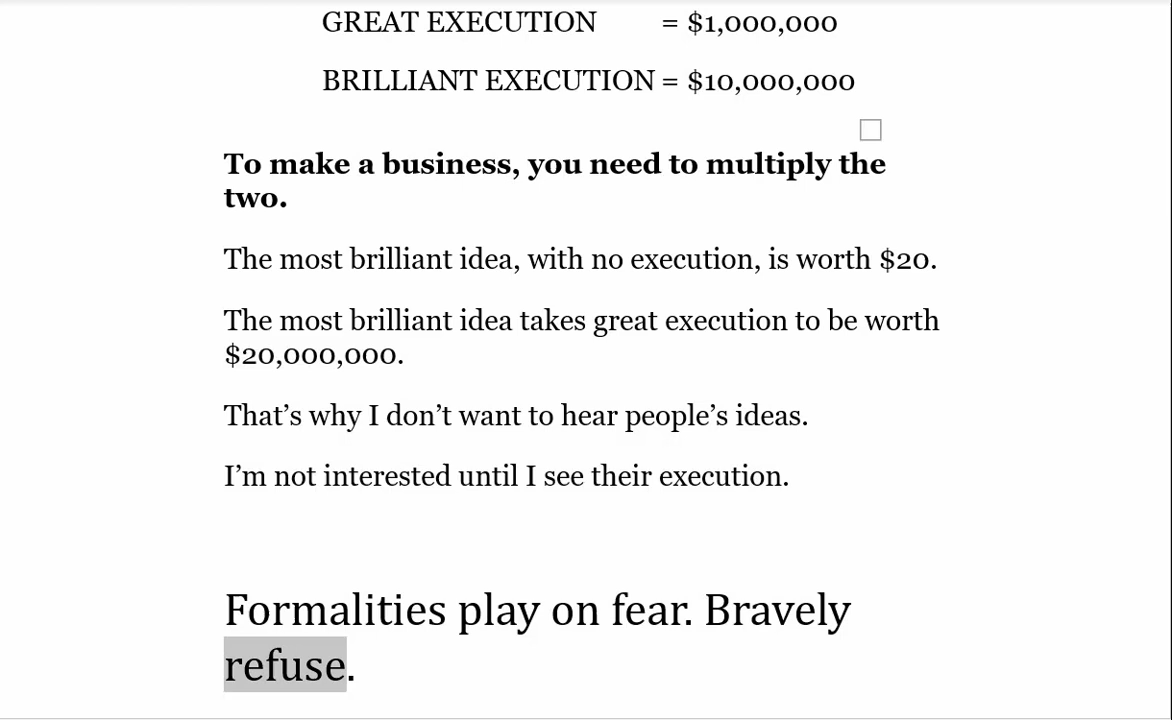 GREAT EXECUTION = $1,000,000
BRILLIANT EXECUTION = $10,000,000
To make a business, you need to multiply the
two.
The most brilliant idea, with no execution, is worth $20.
The most brilliant idea takes great execution to be worth
$20,000,000.
That’s why I don’t want to hear people’s ideas.
I’m not interested until I see their execution.
Formalities play on fear. Bravely
refuse.